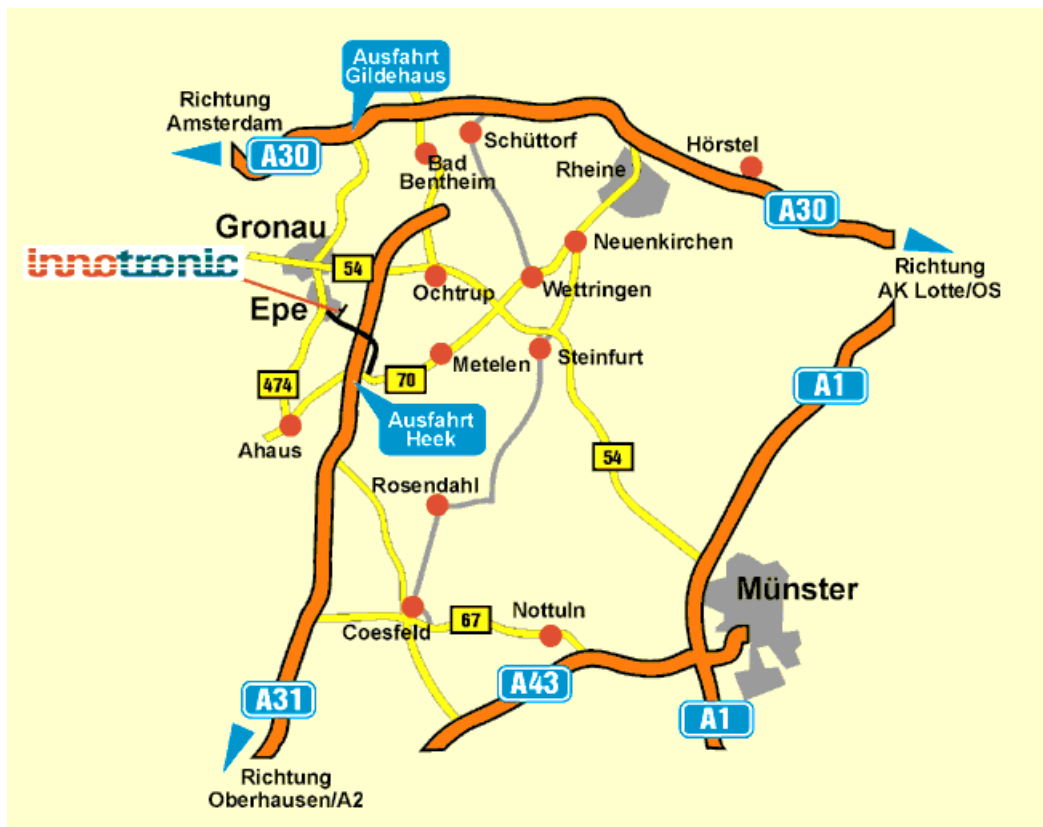 Ausfahrt
Gildehaus
Richtung
Amsterdam
A30
Schüttorf
Hörstel
Bad
Bentheim
Rheine
A30
Gronau
Neuenkirchen
innotronic
54
Richtung
AK Lotte/OS
Epe
Ochtrup
Wettringen
Metelen
Steinfurt
474
70
A1
Ausfahrt
Heek
Ahaus
54
Rosendahl
Münster
Nottuln
67
Coesfeld
A31
A43
A1
Richtung
Oberhausen/A2